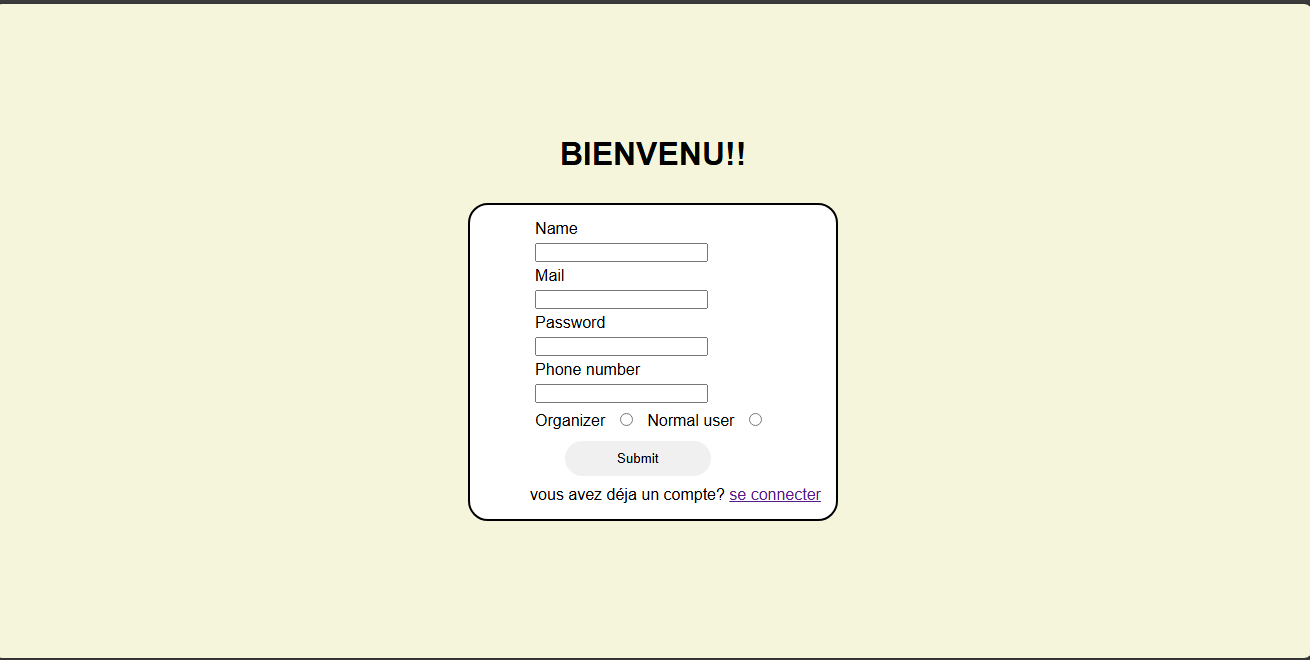 BIENVENU!!
Name
Mail
Password
Phone number
Organizer Normal user
Submit
vous avez déja un compte? se connecter